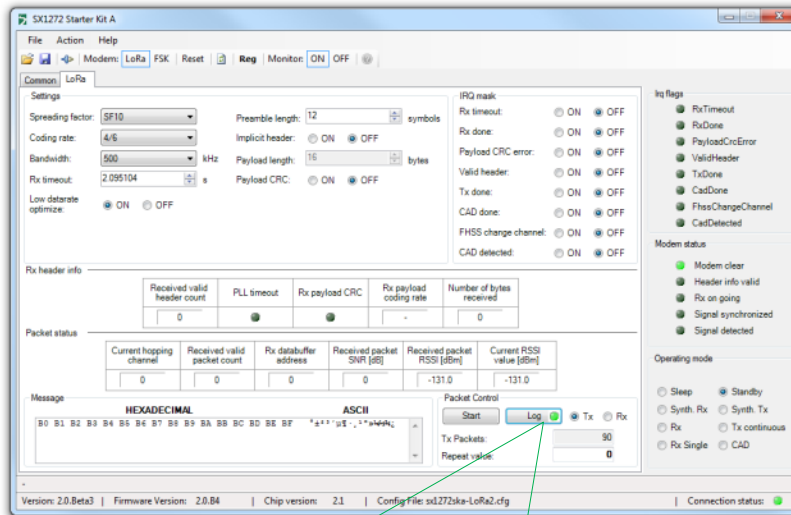 SX1272 Starter Kit A
File Action Help
Modem: LoRa FSK Reset Reg Monitor: ON OFF
Common LoRa
Settings
Spreading factor: SF10
Coding rate: 4/6
Bandwidth: 500 kHz
Rx timeout: 2.095104 s
Low datarate
optimize: ON OFF
Preamble length: 12 symbols
Implicit header: ON OFF
Payload length: 16 bytes
Payload CRC: ON OFF
IRQ mask
Rx timeout: ON OFF
Rx done: ON OFF
Payload CRC error: ON OFF
Valid header: ON OFF
Tx done: ON OFF
CAD done: ON OFF
FHSS change channel: ON OFF
CAD detected: ON OFF
Irq flags
RxTimeout
RxDone
PayloadCrcError
ValidHeader
TxDone
CadDone
FhssChangeChannel
CadDetected
Modem status
Modem clear
Header info valid
Rx on going
Signal synchronized
Signal detected
Operating mode
Sleep Standby
Synth. Rx Synth. Tx
Rx Tx continuous
Rx Single CAD
Rx header info
Received valid
header count
PLL timeout
Rx payload CRC
Rx payload
coding rate
Number of bytes
received
0 - 0
Packet status
Current hopping
channel
Received valid
packet count
Rx databuffer
address
Received packet
SNR [dB]
Received packet
RSSI [dBm]
Current RSSI
value [dBm]
0 0 0 0 -131.0 -131.0
Message
HEXADECIMAL ASCII
B0 B1 B2 B3 B4 B5 B6 B7 B8 B9 BA BB BC BD BE BF
Packet Control
Start Log Tx Rx
Tx Packets: 90
Repeat value: 0
-
Version: 2.0.Beta3 | Firmware Version: 2.0.B4 | Chip version: 2.1 | Config File: sx1272ska-LoRa2.cfg | Connection status: